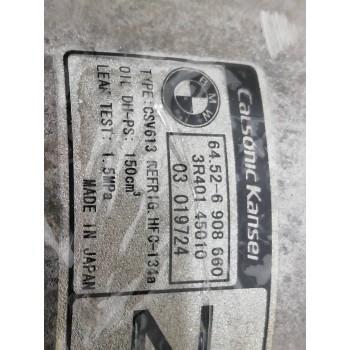 Calsonic Kansei
BMW
64.52-6 908 660
3R401 45010
03 019724
TYPE: CSV613 REFRIG.HFC-134a
OIL DH-PS: 150cm³
LEAK TEST: 1.5MPa
MADE IN JAPAN